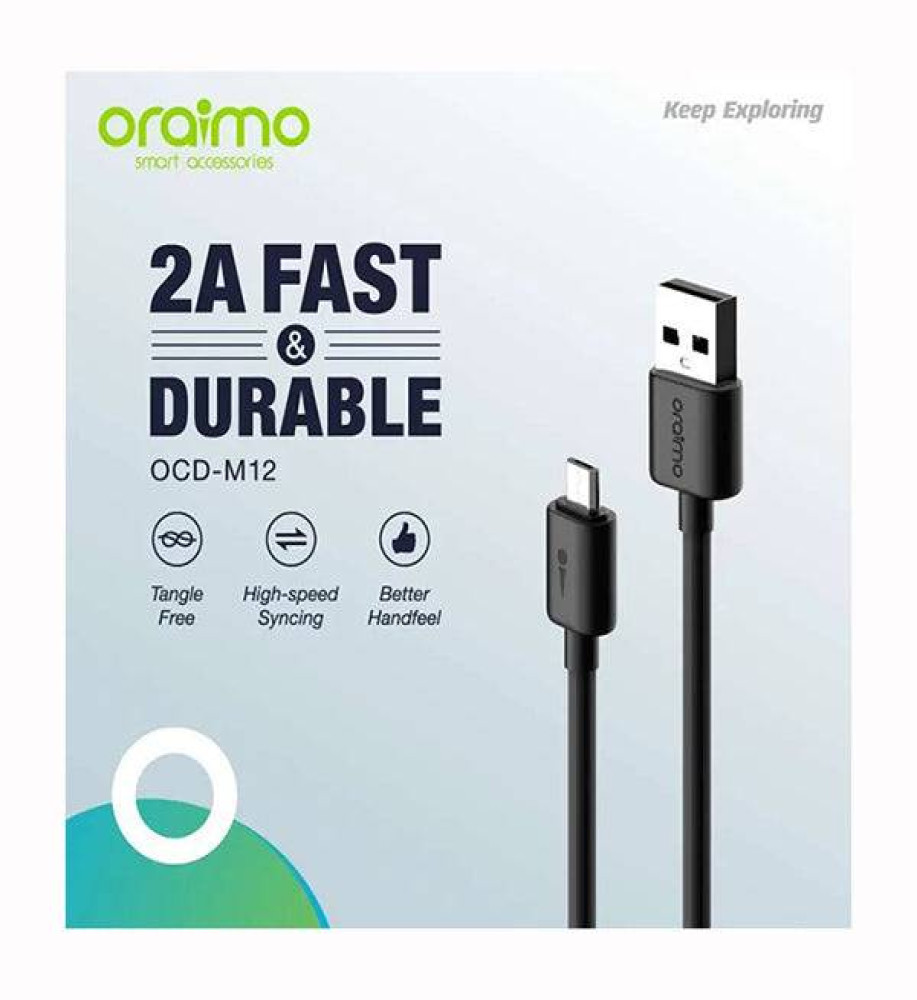 oraimo
smart accessories
Keep Exploring
2A FAST
&
DURABLE
OCD-M12
Tangle
Free
High-speed
Syncing
Better
Handfeel
oraimo